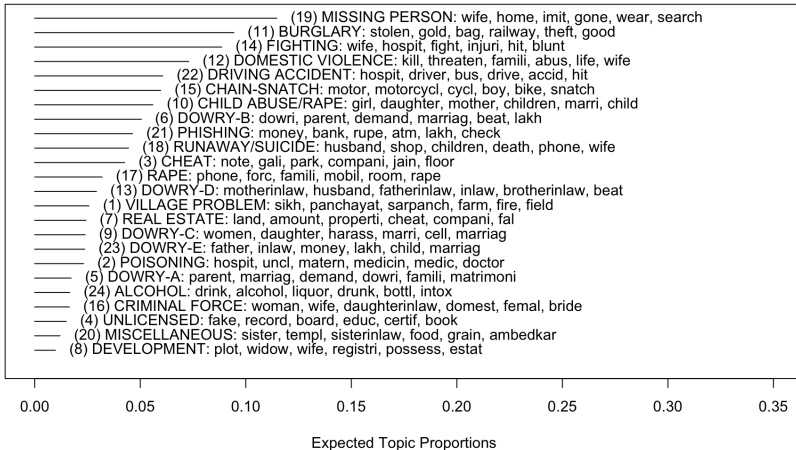 (19) MISSING PERSON: wife, home, imit, gone, wear, search
(11) BURGLARY: stolen, gold, bag, railway, theft, good
(14) FIGHTING: wife, hospit, fight, injuri, hit, blunt
(12) DOMESTIC VIOLENCE: kill, threaten, famili, abus, life, wife
(22) DRIVING ACCIDENT: hospit, driver, bus, drive, accid, hit
(15) CHAIN-SNATCH: motor, motorcycl, cycl, boy, bike, snatch
(10) CHILD ABUSE/RAPE: girl, daughter, mother, children, marri, child
(6) DOWRY-B: dowri, parent, demand, marriag, beat, lakh
(21) PHISHING: money, bank, rupe, atm, lakh, check
(18) RUNAWAY/SUICIDE: husband, shop, children, death, phone, wife
(3) CHEAT: note, gali, park, compani, jain, floor
(17) RAPE: phone, forc, famili, mobil, room, rape
(13) DOWRY-D: motherinlaw, husband, fatherinlaw, inlaw, brotherinlaw, beat
(1) VILLAGE PROBLEM: sikh, panchayat, sarpanch, farm, fire, field
(7) REAL ESTATE: land, amount, properti, cheat, compani, fal
(9) DOWRY-C: women, daughter, harass, marri, cell, marriag
(23) DOWRY-E: father, inlaw, money, lakh, child, marriag
(2) POISONING: hospit, uncl, matern, medicin, medic, doctor
(5) DOWRY-A: parent, marriag, demand, dowri, famili, matrimoni
(24) ALCOHOL: drink, alcohol, liquor, drunk, bottl, intox
(16) CRIMINAL FORCE: woman, wife, daughterinlaw, domest, femal, bride
(4) UNLICENSED: fake, record, board, educ, certif, book
(20) MISCELLANEOUS: sister, templ, sisterinlaw, food, grain, ambedkar
(8) DEVELOPMENT: plot, widow, wife, registri, possess, estat
0.00 0.05 0.10 0.15 0.20 0.25 0.30 0.35
Expected Topic Proportions